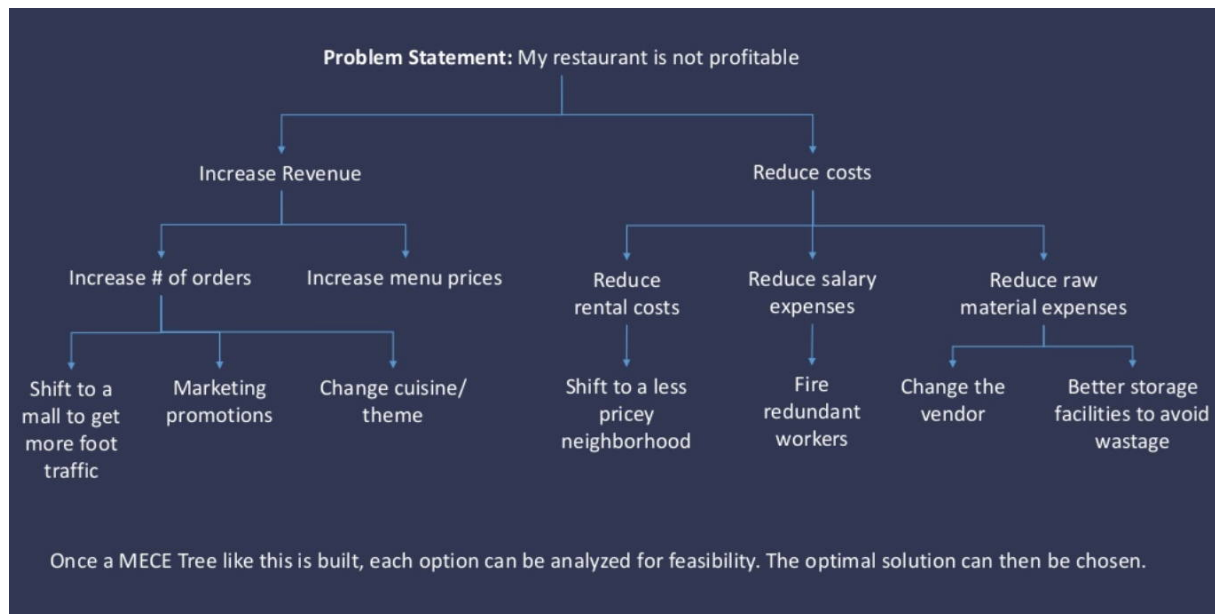 Problem Statement: My restaurant is not profitable
Increase Revenue
Reduce costs
Increase # of orders
Increase menu prices
Reduce
rental costs
Reduce salary
expenses
Reduce raw
material expenses
Shift to a
mall to get
more foot
traffic
Marketing
promotions
Change cuisine/
theme
Shift to a less
pricey
neighborhood
Fire
redundant
workers
Change the
vendor
Better storage
facilities to avoid
wastage
Once a MECE Tree like this is built, each option can be analyzed for feasibility. The optimal solution can then be chosen.